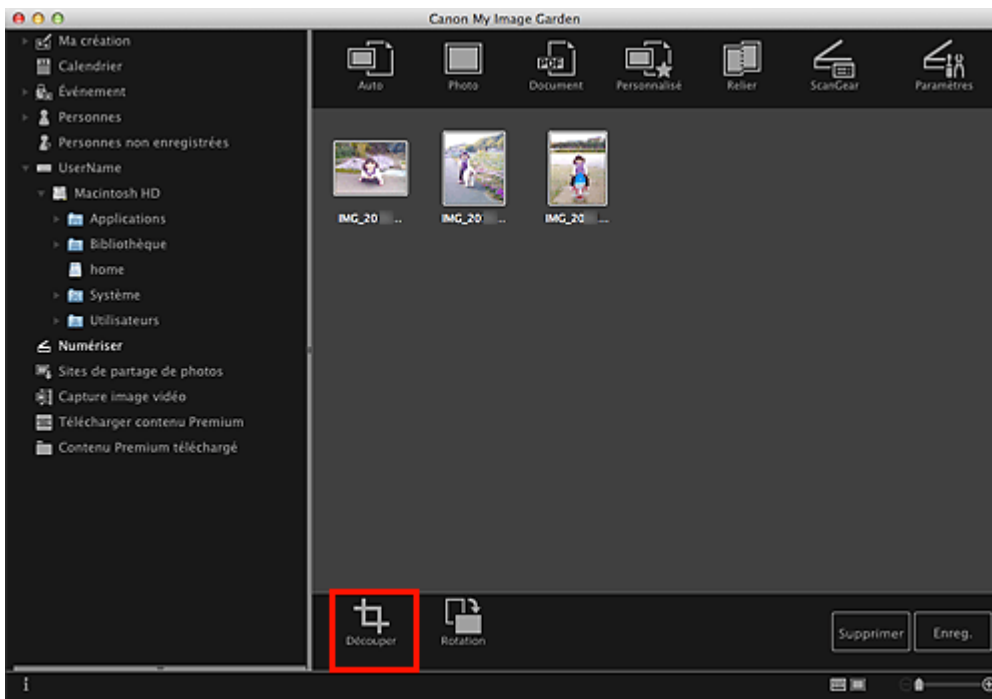 Canon My Image Garden
Ma création
Calendrier
Événement
Personnes
Personnes non enregistrées
UserName
Macintosh HD
Applications
Bibliothèque
home
Système
Utilisateurs
Numériser
Sites de partage de photos
Capture image vidéo
Télécharger contenu Premium
Contenu Premium téléchargé
Auto Photo PDF Document Personnalisé Relier ScanGear Paramètres
IMG_20 ... IMG_20 ... IMG_20 ...
Découper Rotation Supprimer Enreg.
i